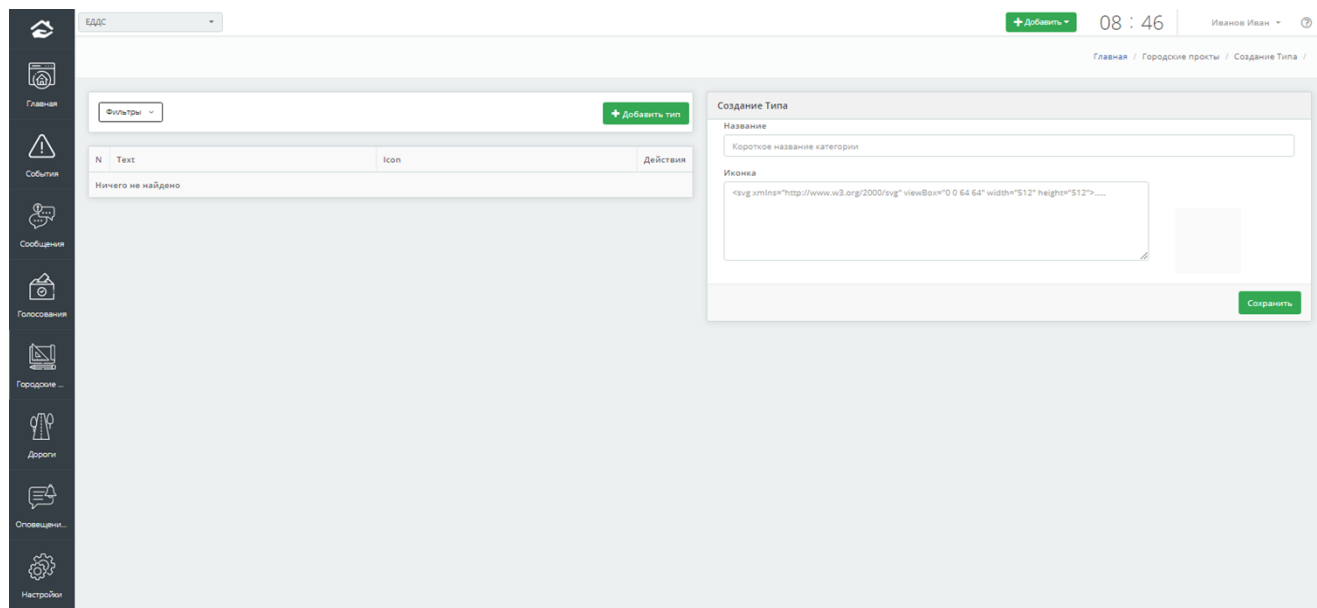 ЕДДС
Добавить
08 : 46
Иванов Иван
Главная / Городские прокты / Создание Типа /
Главная
События
Сообщения
Голосования
Городские ...
Дороги
Оповещени...
Настройки
Фильтры
Добавить тип
N Text Icon Действия
Ничего не найдено
Создание Типа
Название
Короткое название категории
Иконка
<svg xmlns="http://www.w3.org/2000/svg" viewBox="0 0 64 64" width="512" height="512">......
Сохранить